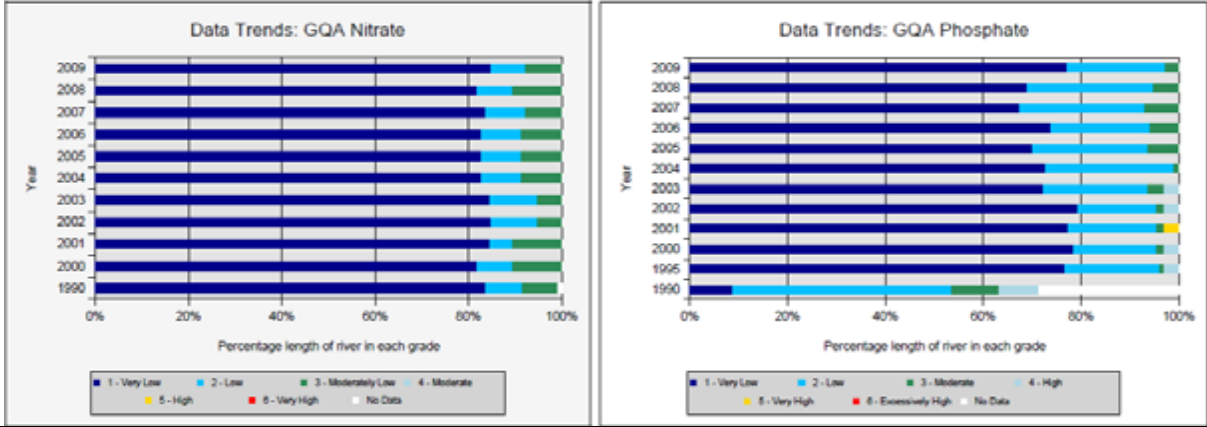 Data Trends: GQA Nitrate
Year
2009
2008
2007
2006
2005
2004
2003
2002
2001
2000
1990
0% 20% 40% 60% 80% 100%
Percentage length of river in each grade
1 - Very Low 2 - Low 3 - Moderately Low 4 - Moderate
5 - High 6 - Very High No Data
Data Trends: GQA Phosphate
Year
2009
2008
2007
2006
2005
2004
2003
2002
2001
2000
1995
1990
0% 20% 40% 60% 80% 100%
Percentage length of river in each grade
1 - Very Low 2 - Low 3 - Moderate 4 - High
5 - Very High 6 - Excessively High No Data